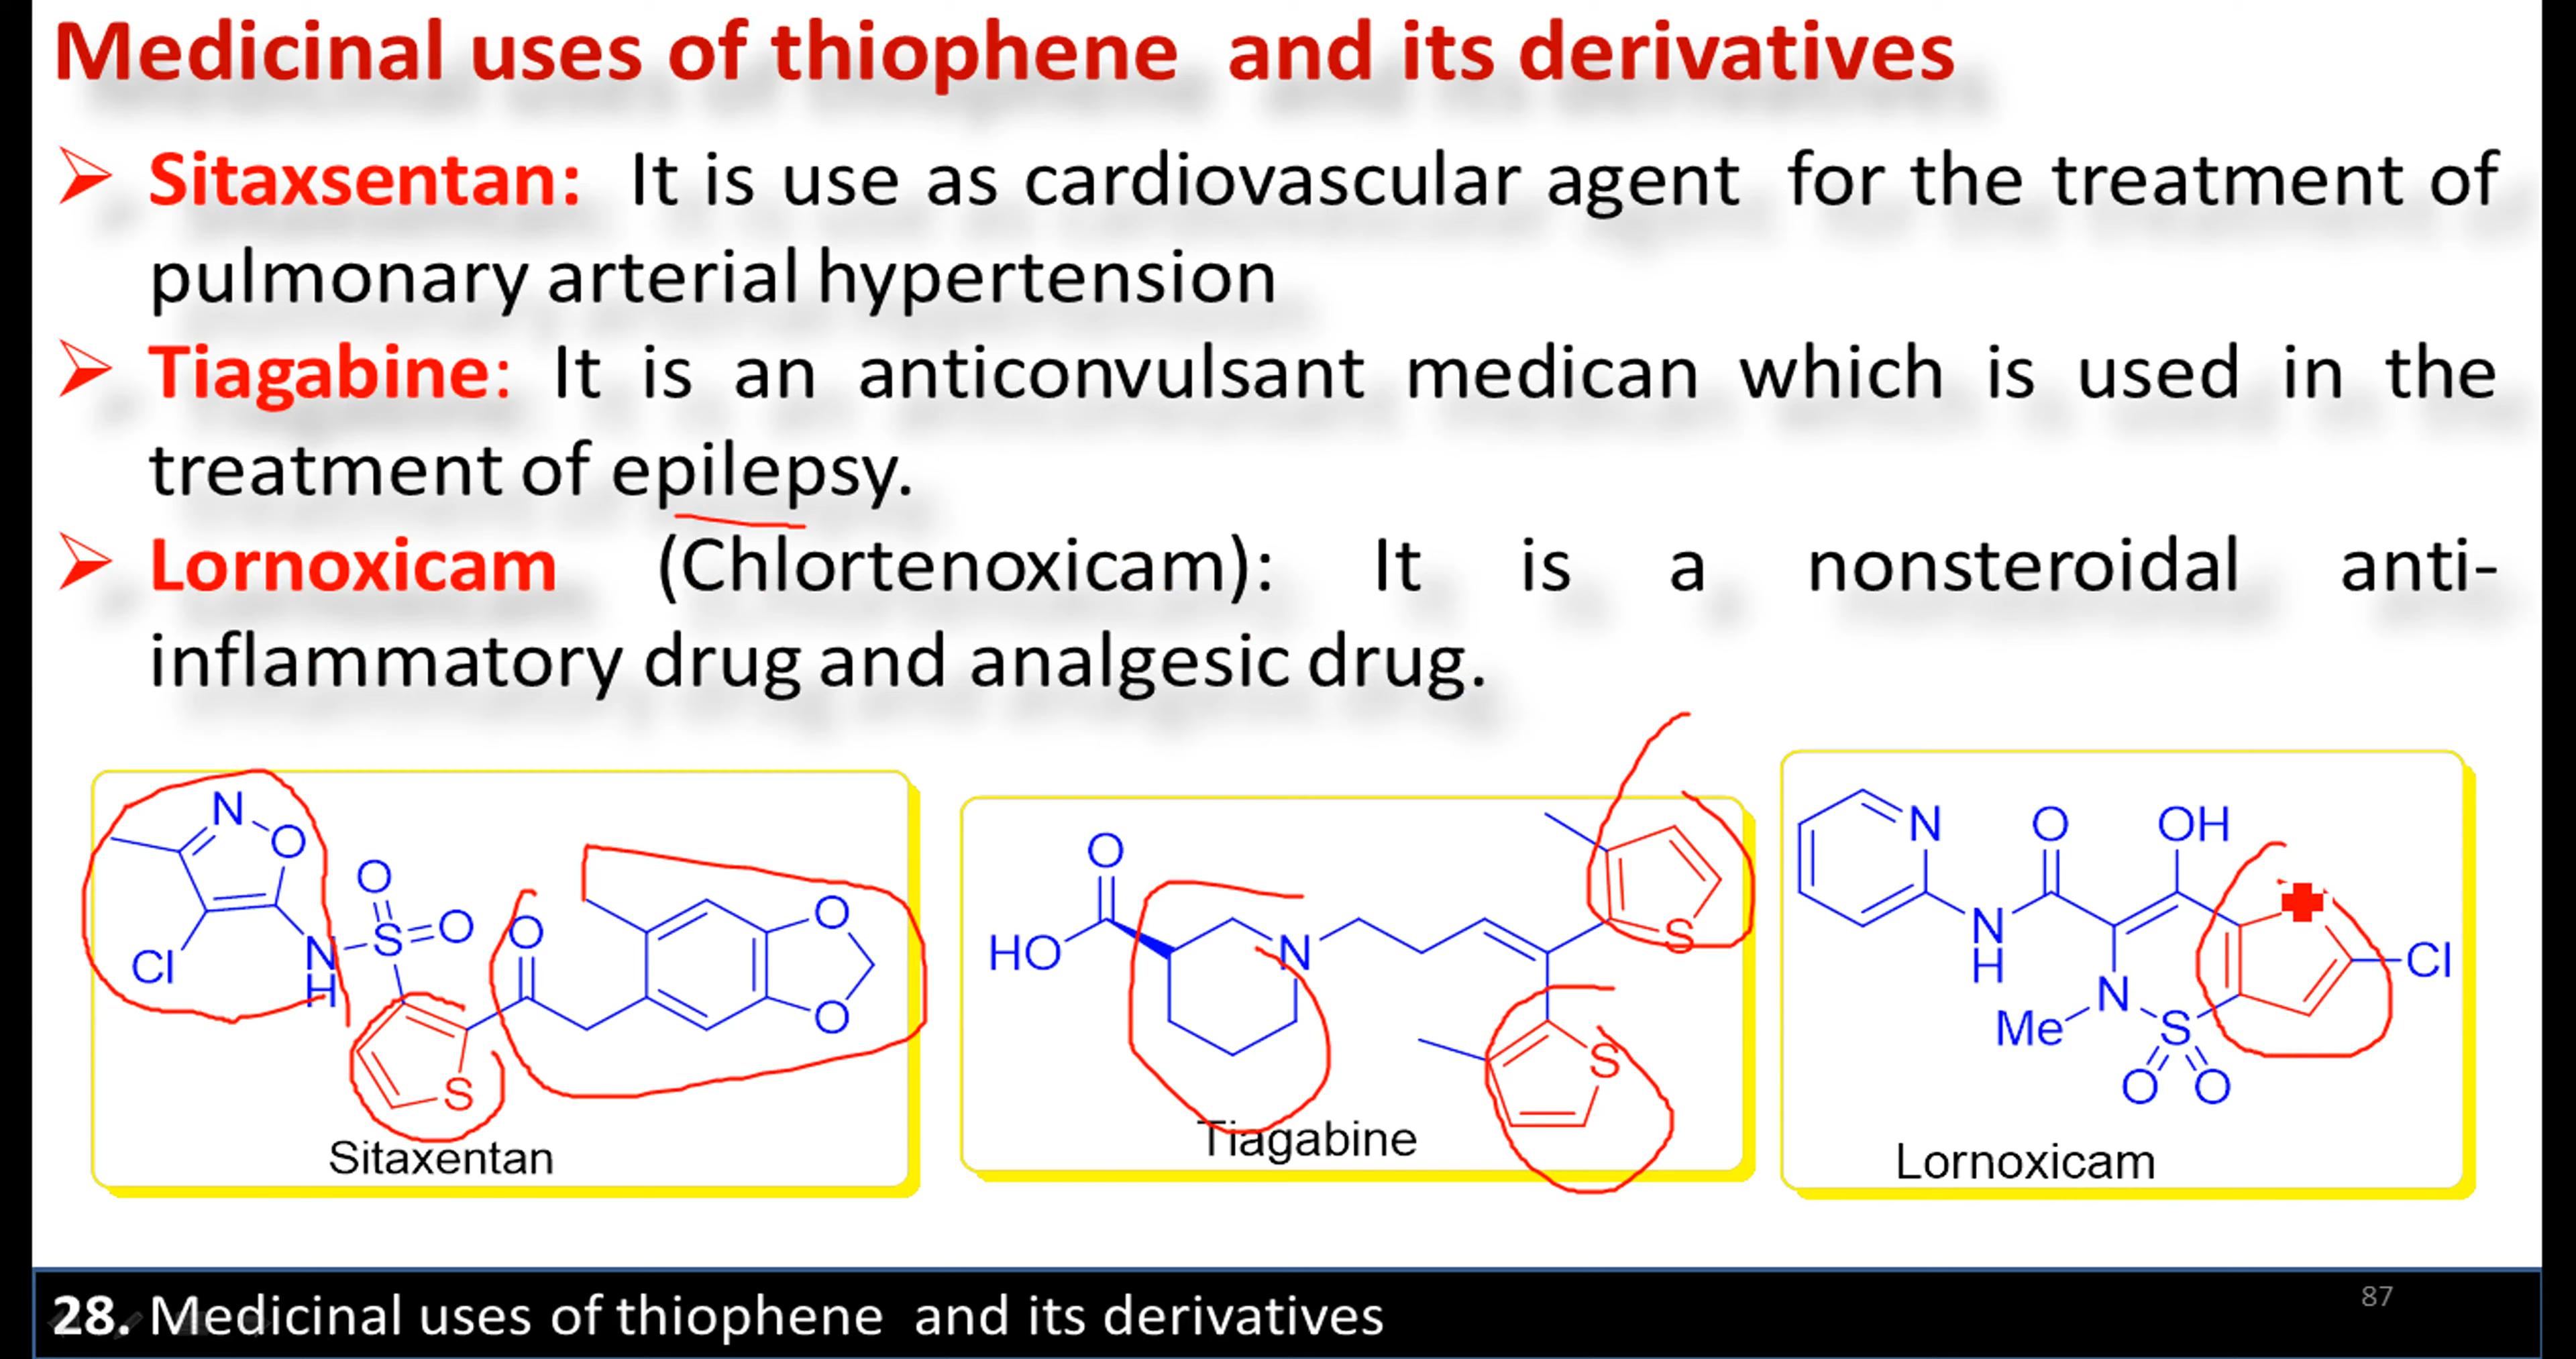 Medicinal uses of thiophene and its derivatives
Sitaxsentan: It is use as cardiovascular agent for the treatment of
pulmonary arterial hypertension
Tiagabine: It is an anticonvulsant medican which is used in the
treatment of epilepsy.
Lornoxicam (Chlortenoxicam): It is a nonsteroidal anti-
inflammatory drug and analgesic drug.
N
O
Cl
N
H
O
S
O
S
O
O
O
Sitaxentan
O
HO
N
S
S
Tiagabine
N
O
OH
N
H
Cl
N
Me
S
O
O
Lornoxicam
28. Medicinal uses of thiophene and its derivatives
87